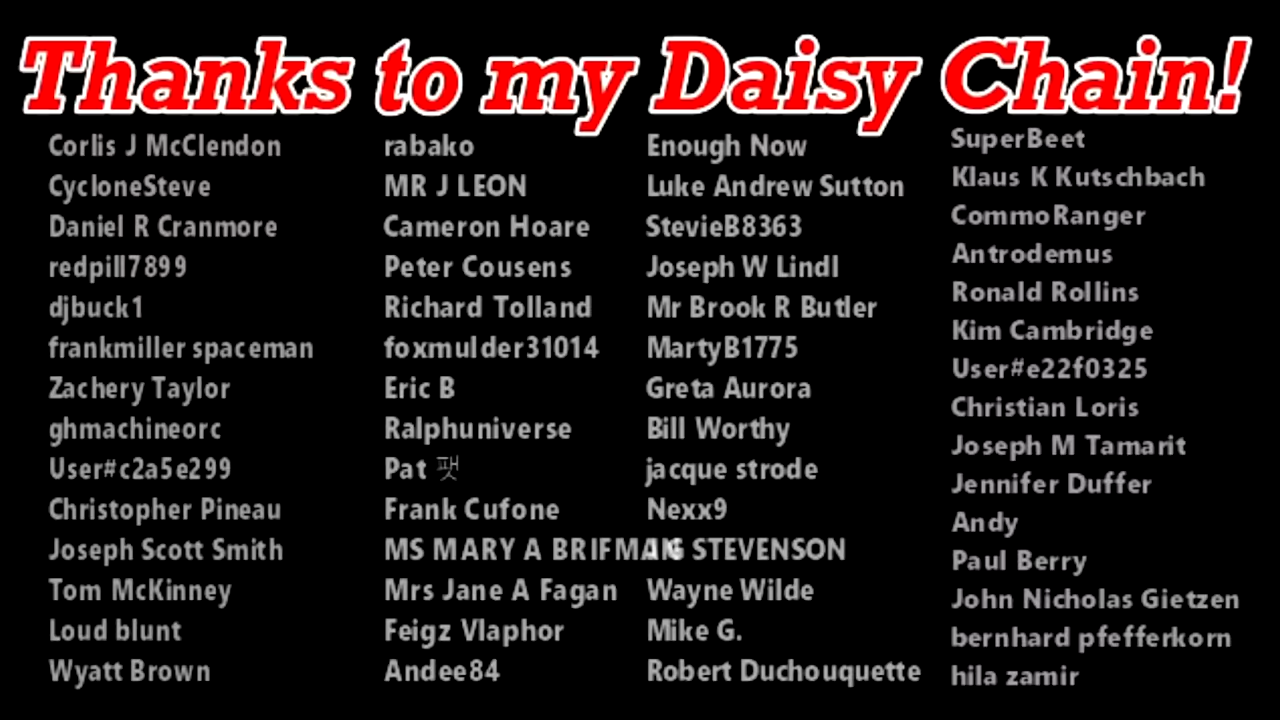 Thanks to my Daisy Chain!
Corlis J McClendon
CycloneSteve
Daniel R Cranmore
redpill7899
djbuck1
frankmiller spaceman
Zachery Taylor
ghmachineorc
User#c2a5e299
Christopher Pineau
Joseph Scott Smith
Tom McKinney
Loud blunt
Wyatt Brown
rabako
MR J LEON
Cameron Hoare
Peter Cousens
Richard Tolland
foxmulder31014
Eric B
Ralphuniverse
Pat 팻
Frank Cufone
MS MARY A BRIFMAN
Mrs Jane A Fagan
Feigz Vlaphor
Andee84
Enough Now
Luke Andrew Sutton
StevieB8363
Joseph W Lindl
Mr Brook R Butler
MartyB1775
Greta Aurora
Bill Worthy
jacque strode
Nexx9
STEVENSON
Wayne Wilde
Mike G.
Robert Duchouquette
SuperBeet
Klaus K Kutschbach
CommoRanger
Antrodemus
Ronald Rollins
Kim Cambridge
User#e22f0325
Christian Loris
Joseph M Tamarit
Jennifer Duffer
Andy
Paul Berry
John Nicholas Gietzen
bernhard pfefferkorn
hila zamir